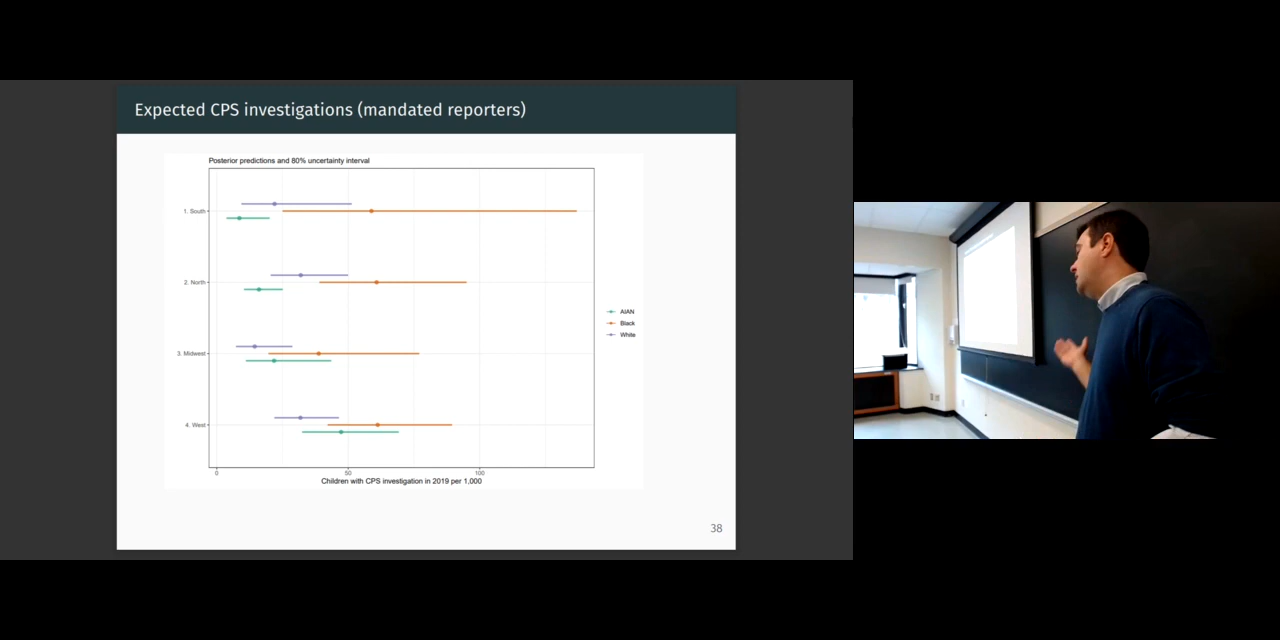 Expected CPS investigations (mandated reporters)
Posterior predictions and 80% uncertainty interval
1. South
2. North
3. Midwest
4. West
0 50 100
Children with CPS investigation in 2019 per 1,000
AIAN
Black
White
38